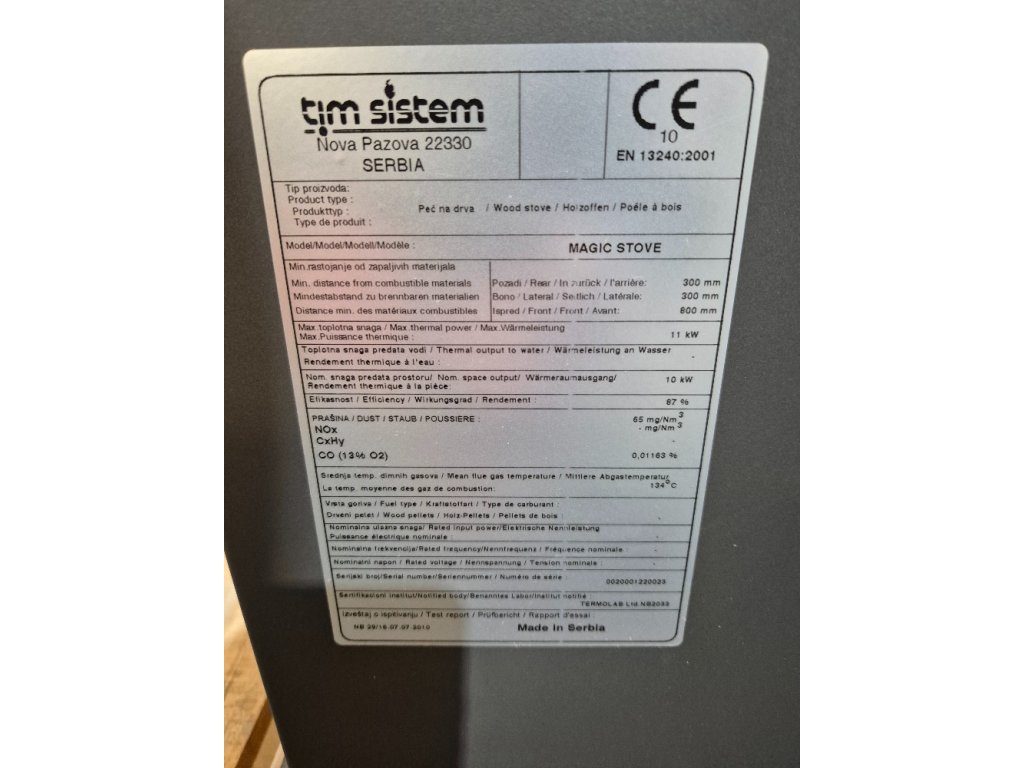 tim sistem
Nova Pazova 22330
SERBIA
CE
10
EN 13240:2001
Tip proizvoda:
Product type :
Produkttyp :
Type de produit :
Peć na drva / Wood stove / Holzoffen / Poêle à bois
Model/Model/Modell/Modèle :
MAGIC STOVE
Min.rastojanje od zapaljivih materijala
Min. distance from combustible materials
Mindestabstand zu brennbaren materialien
Distance min. des matériaux combustibles
Pozadi / Rear / In zurück / l'arrière: 300 mm
Bono / Lateral / Seitlich / Latérale: 300 mm
Ispred / Front / Front / Avant: 800 mm
Max.toplotna snaga / Max.thermal power / Max.Wärmeleistung
Max.Puissance thermique :
11 kW
Toplotna snaga predata vodi / Thermal output to water / Wärmeleistung an Wasser
Rendement thermique à l'eau :
-
Nom. snaga predata prostoru/ Nom. space output/ Wärmeraumausgang/
Rendement thermique à la pièce:
10 kW
Efikasnost / Efficiency / Wirkungsgrad / Rendement :
87 %
PRAŠINA / DUST / STAUB / POUSSIERE : 65 mg/Nm³
NOx - mg/Nm³
CxHy -
CO (13% O2) 0,01163 %
Srednja temp. dimnih gasova / Mean flue gas temperature / Mittlere Abgastemperatur
La temp. moyenne des gaz de combustion: 134°C
Vrsta goriva / Fuel type / Kraftstoffart / Type de carburant :
Drveni pelet / Wood pellets / Holz-Pellets / Pellets de bois :
-
Nominalna ulazna snaga/ Rated input power/Elektrische Nennleistung
Puissance électrique nominale :
-
Nominalna frekvencija/Rated frequency/Nennfrequenz / Fréquence nominale :
-
Nominalni napon / Rated voltage / Nennspannung / Tension nominale :
-
Serijski broj/Serial number/Seriennummer / Numéro de série :
0020001220023
Sertifikacioni institut/Notified body/Benanntes Labor/Institut notifié :
TERMOLAB Ltd.NB2033
Izveštaj o ispitivanju / Test report / Prüfbericht / Rapport d'essai :
NB 29/16.07.07.2010
Made in Serbia